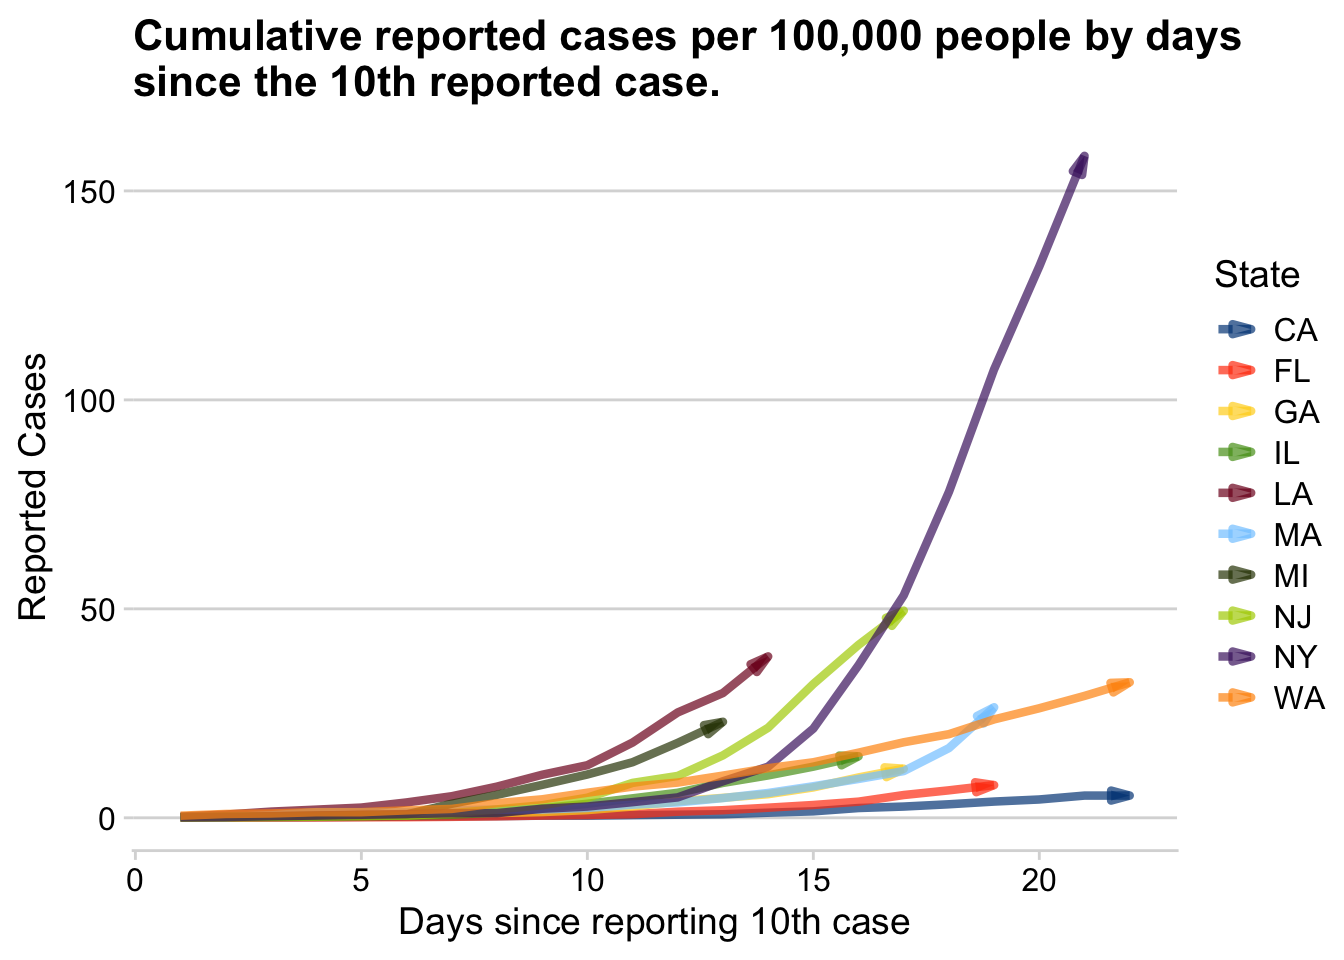 Cumulative reported cases per 100,000 people by days
since the 10th reported case.
150
100
50
0
Reported Cases
0 5 10 15 20
Days since reporting 10th case
State
CA
FL
GA
IL
LA
MA
MI
NJ
NY
WA